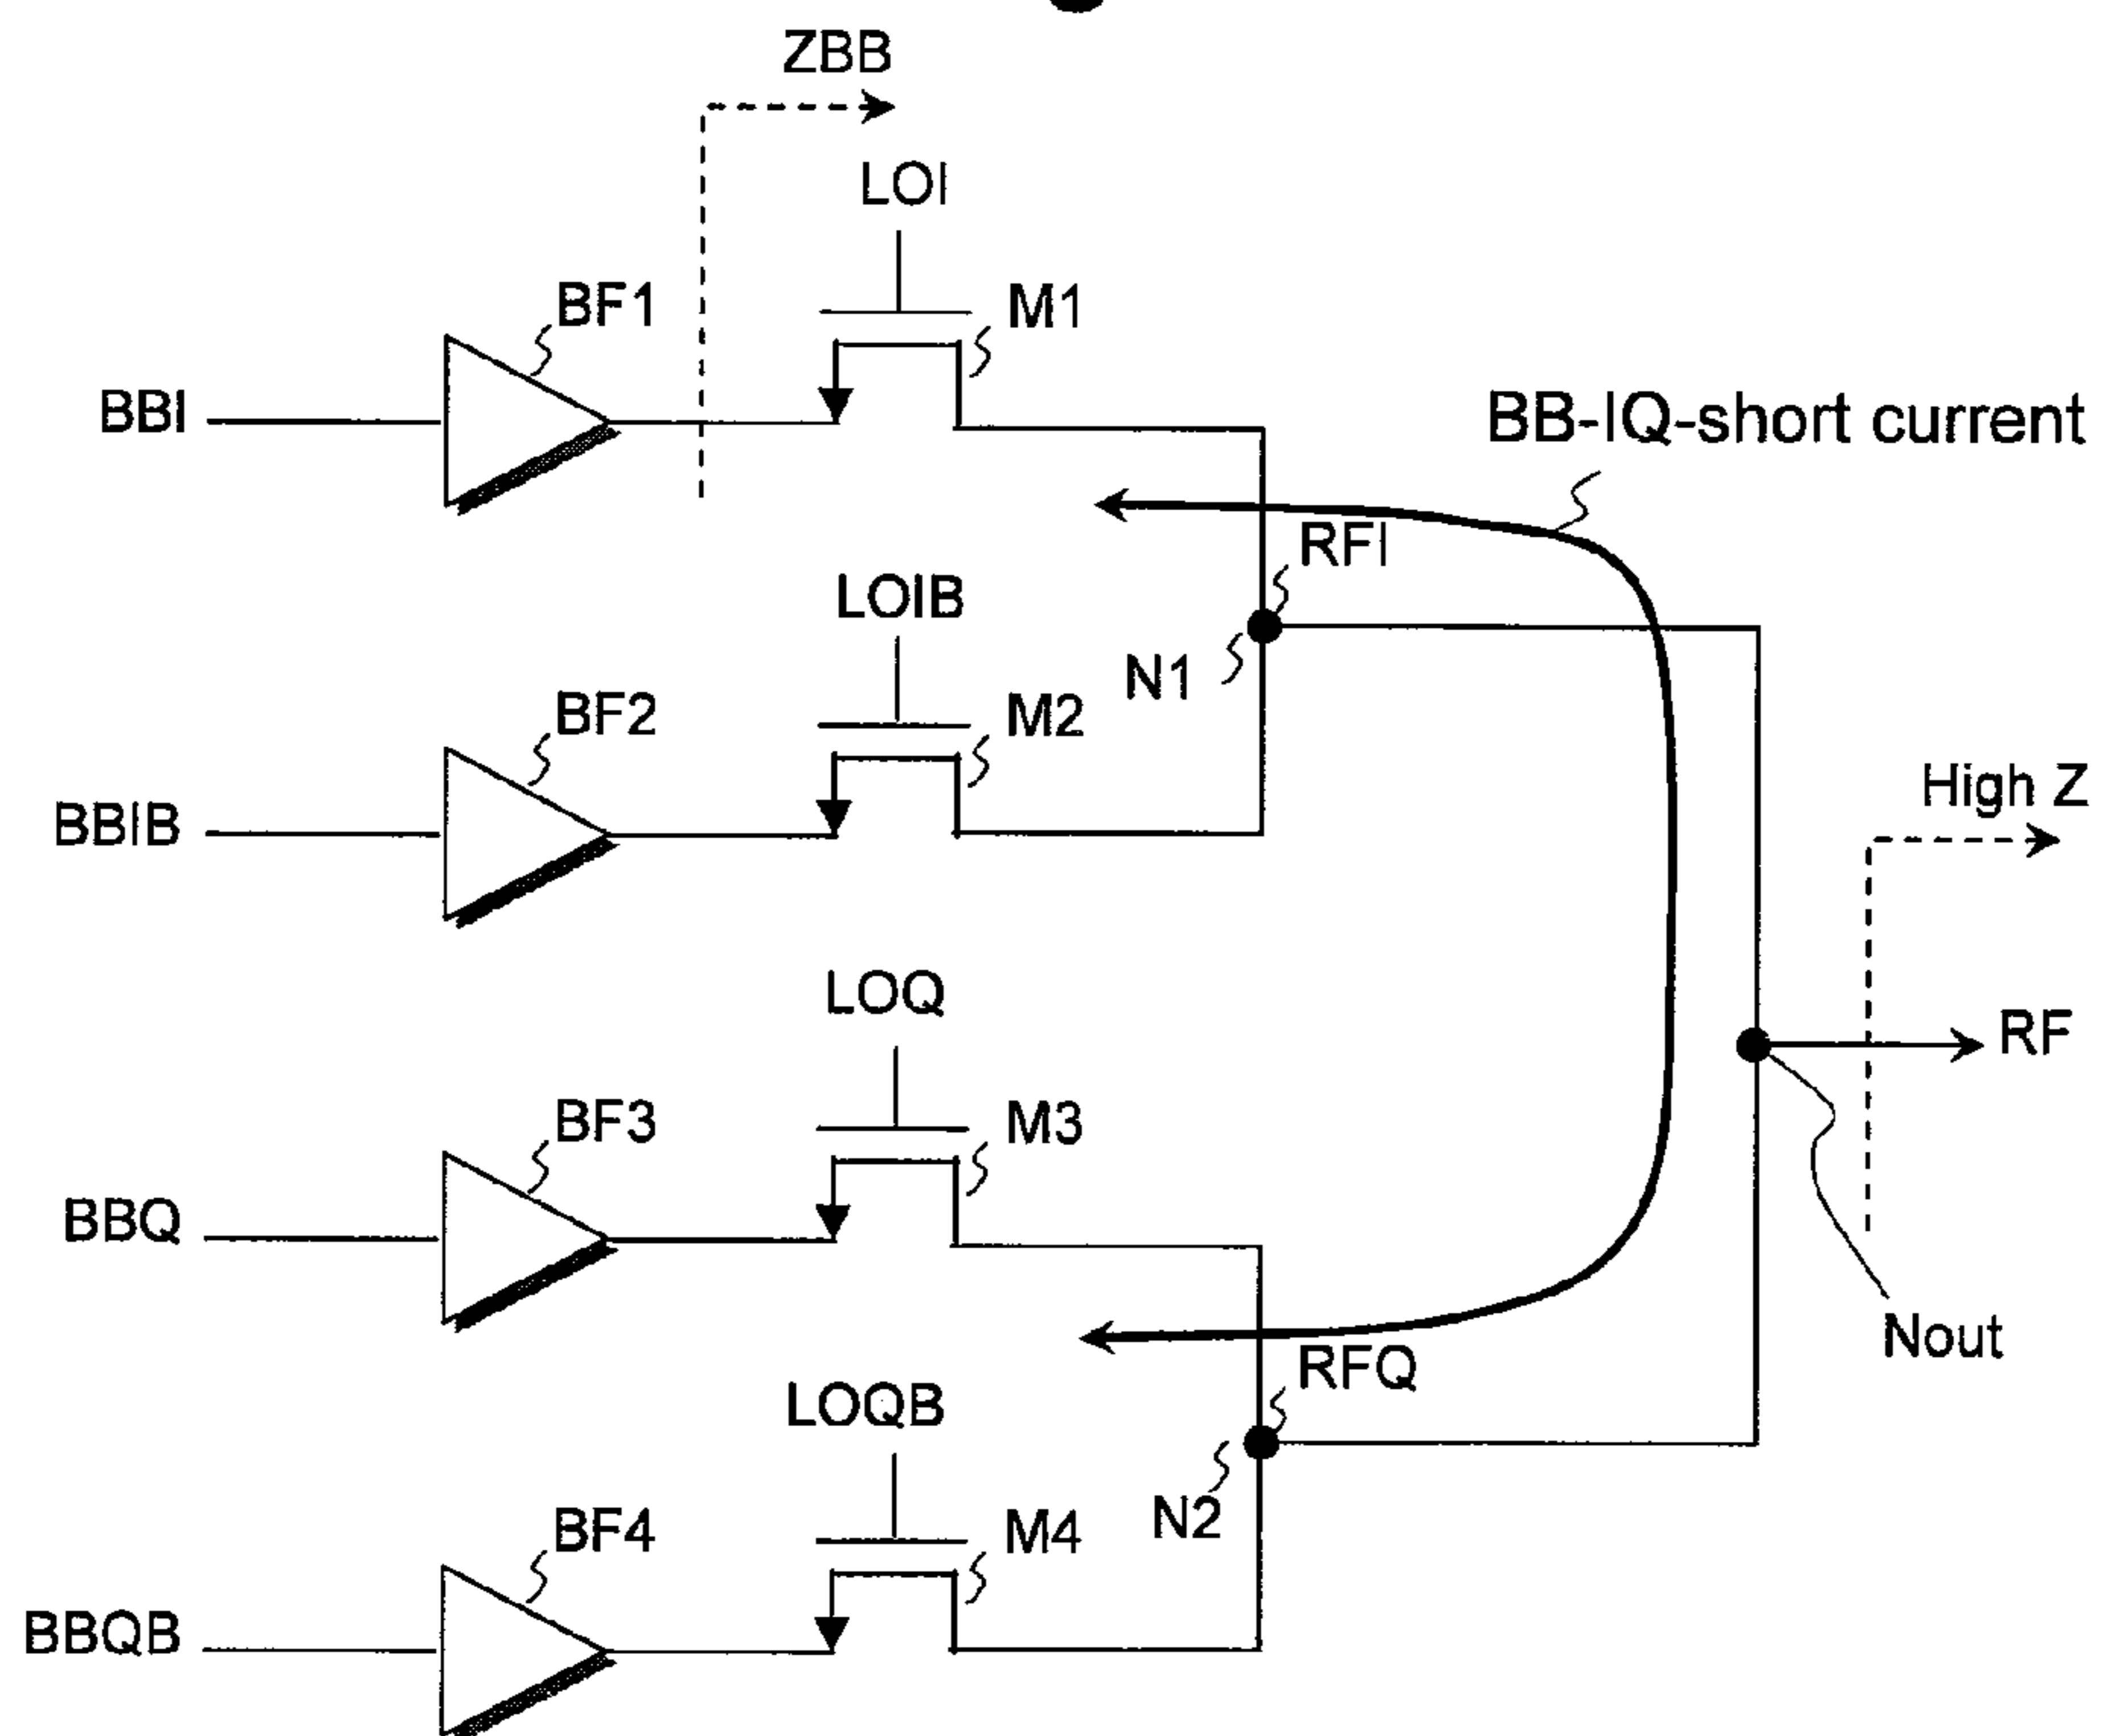 ZBB
LOI
BF1
M1
BBI
BB-IQ-short current
RFI
LOIB
N1
BF2
M2
High Z
BBIB
LOQ
RF
BF3
M3
BBQ
Nout
RFQ
LOQB
N2
BF4
M4
BBQB